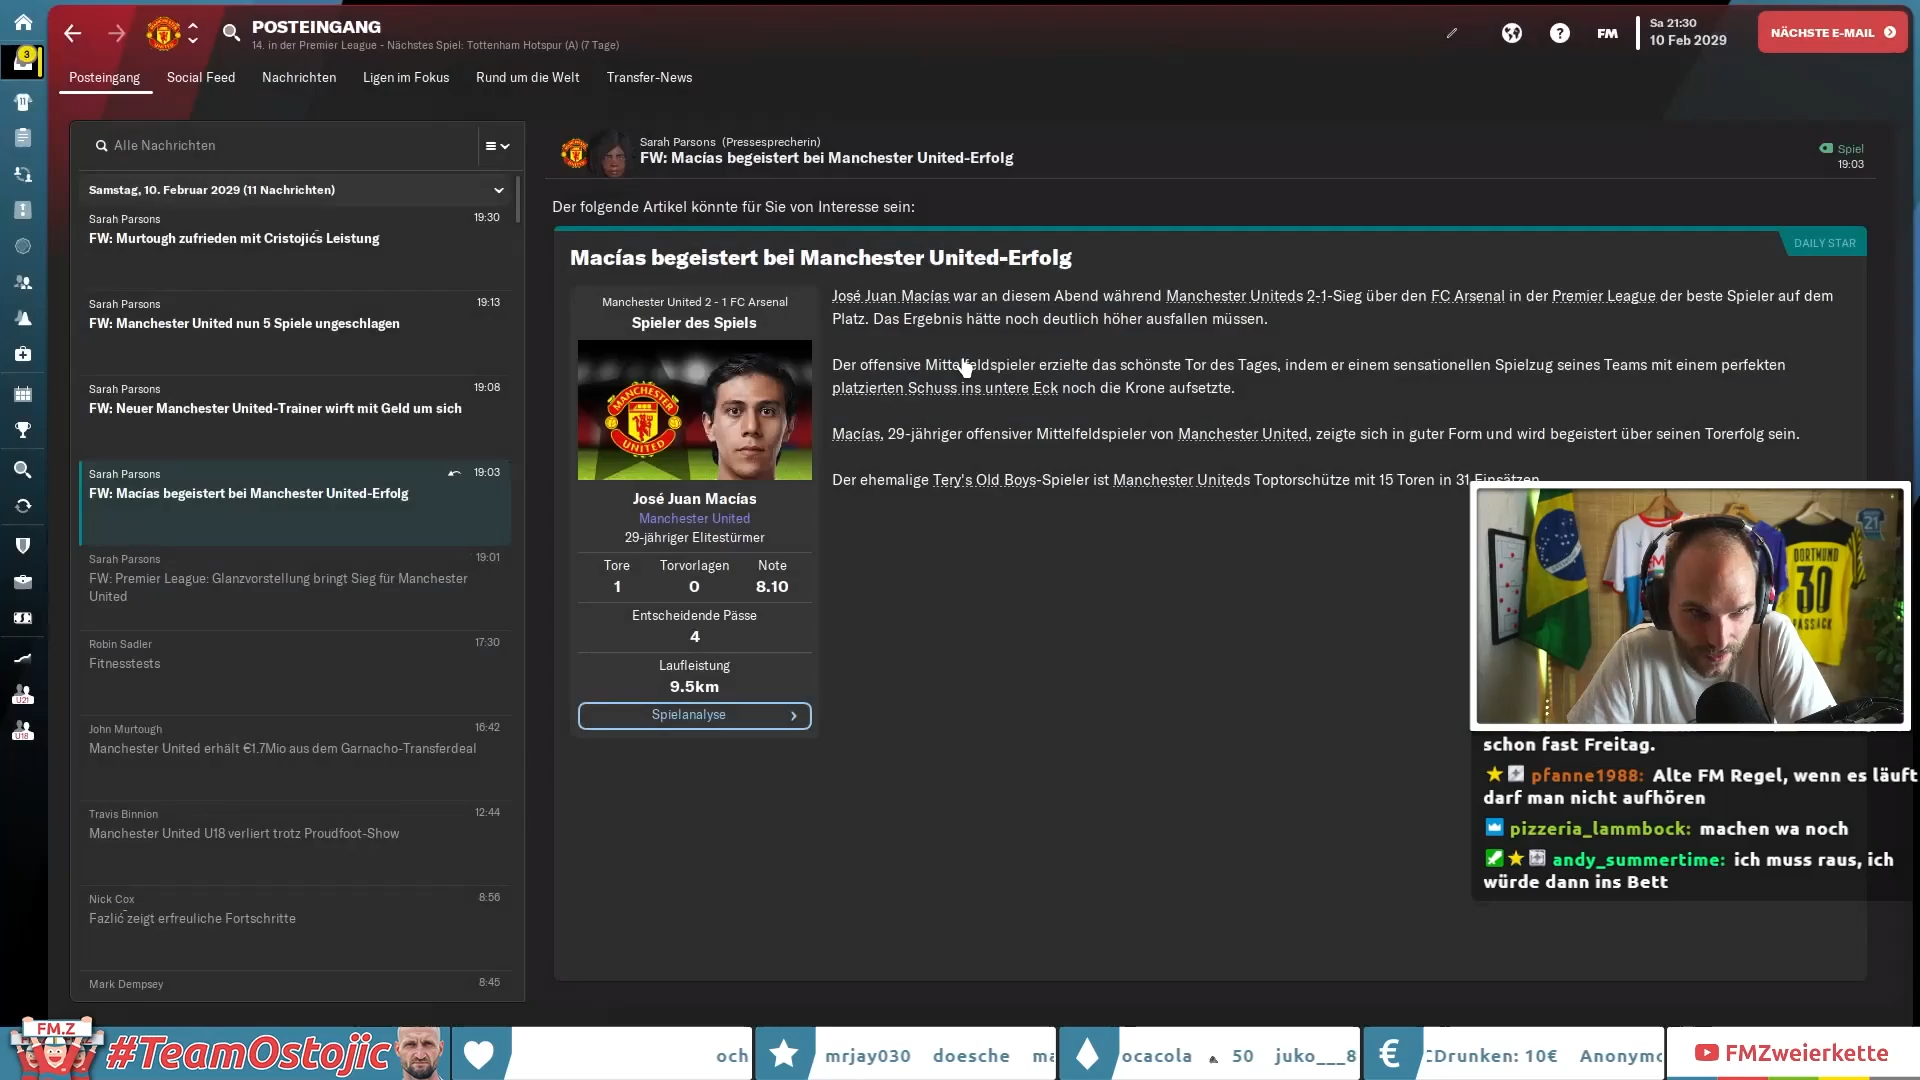 POSTEINGANG
14. in der Premier League - Nächstes Spiel: Tottenham Hotspur (A) (7 Tage)
FM
Sa 21:30
10 Feb 2029
NÄCHSTE E-MAIL
3
Posteingang
Social Feed
Nachrichten
Ligen im Fokus
Rund um die Welt
Transfer-News
Alle Nachrichten
Samstag, 10. Februar 2029 (11 Nachrichten)
Sarah Parsons 19:30
FW: Murtough zufrieden mit Cristojićs Leistung
Sarah Parsons 19:13
FW: Manchester United nun 5 Spiele ungeschlagen
Sarah Parsons 19:08
FW: Neuer Manchester United-Trainer wirft mit Geld um sich
Sarah Parsons 19:03
FW: Macías begeistert bei Manchester United-Erfolg
Sarah Parsons 19:01
FW: Premier League: Glanzvorstellung bringt Sieg für Manchester
United
Robin Sadler 17:30
Fitnesstests
John Murtough 16:42
Manchester United erhält €1.7Mio aus dem Garnacho-Transferdeal
Travis Binnion 12:44
Manchester United U18 verliert trotz Proudfoot-Show
Nick Cox 8:56
Fazlić zeigt erfreuliche Fortschritte
Mark Dempsey 8:45
U21
U18
Sarah Parsons (Pressesprecherin)
FW: Macías begeistert bei Manchester United-Erfolg
Spiel
19:03
Der folgende Artikel könnte für Sie von Interesse sein:
DAILY STAR
Macías begeistert bei Manchester United-Erfolg
Manchester United 2 - 1 FC Arsenal
Spieler des Spiels
MANCHESTER
UNITED
José Juan Macías
Manchester United
29-jähriger Elitestürmer
Tore Torvorlagen Note
1 0 8.10
Entscheidende Pässe
4
Laufleistung
9.5km
Spielanalyse
José Juan Macías war an diesem Abend während Manchester Uniteds 2-1-Sieg über den FC Arsenal in der Premier League der beste Spieler auf dem
Platz. Das Ergebnis hätte noch deutlich höher ausfallen müssen.
Der offensive Mittelfeldspieler erzielte das schönste Tor des Tages, indem er einem sensationellen Spielzug seines Teams mit einem perfekten
platzierten Schuss ins untere Eck noch die Krone aufsetzte.
Macías, 29-jähriger offensiver Mittelfeldspieler von Manchester United, zeigte sich in guter Form und wird begeistert über seinen Torerfolg sein.
Der ehemalige Tery's Old Boys-Spieler ist Manchester Uniteds Toptorschütze mit 15 Toren in 31 Einsätzen.
21
DORTMUND
30
PASSLACK
schon fast Freitag.
pfanne1988: Alte FM Regel, wenn es läuft
darf man nicht aufhören
pizzeria_lammbock: machen wa noch
andy_summertime: ich muss raus, ich
würde dann ins Bett
FM.Z
#TeamOstojic
och
mrjay030 doesche
ocacola 50 juko___8
Drunken: 10€ Anonym
€
FMZweierkette